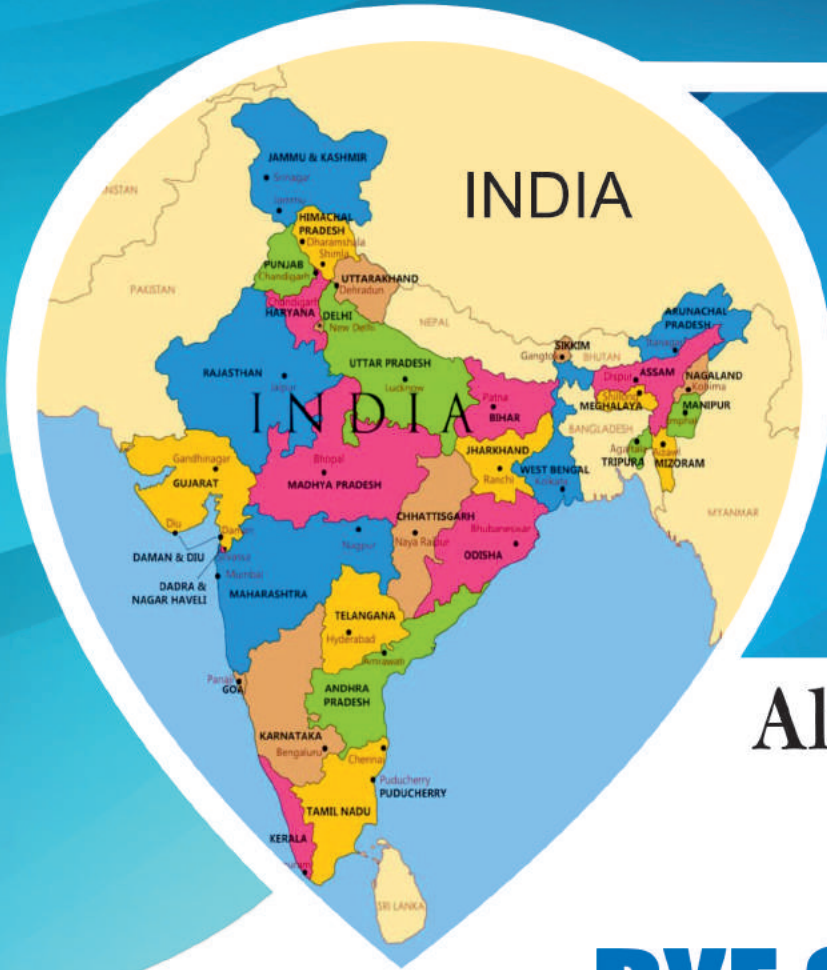 INDIA
JAMMU & KASHMIR
Srinagar
Jammu
HIMACHAL
PRADESH
Dharamshala
Shimla
PUNJAB
Chandigarh
UTTARAKHAND
Dehradun
Chandigarh
HARYANA
DELHI
New Delhi
PAKISTAN
NEPAL
ARUNACHAL
PRADESH
Itanagar
SIKKIM
Gangto
BHUTAN
RAJASTHAN
Jaipur
UTTAR PRADESH
Lucknow
Dispur
ASSAM
NAGALAND
Kohima
Shillong
MEGHALAYA
MANIPUR
Imphal
INDIA
Patna
BIHAR
BANGLADESH
Agartala
TRIPURA
Aizawl
MIZORAM
Gandhinagar
GUJARAT
Bhopal
MADHYA PRADESH
JHARKHAND
Ranchi
WEST BENGAL
Kolkata
MYANMAR
Diu
Daman
DAMAN & DIU
Silvassa
DADRA &
NAGAR HAVELI
Mumbai
MAHARASHTRA
Nagpur
CHHATTISGARH
Naya Raipur
Bhubaneswar
ODISHA
TELANGANA
Hyderabad
Amrawati
Panaji
GOA
ANDHRA
PRADESH
KARNATAKA
Bengaluru
Chennai
Puducherry
PUDUCHERRY
TAMIL NADU
KERALA
SRI LANKA
Al